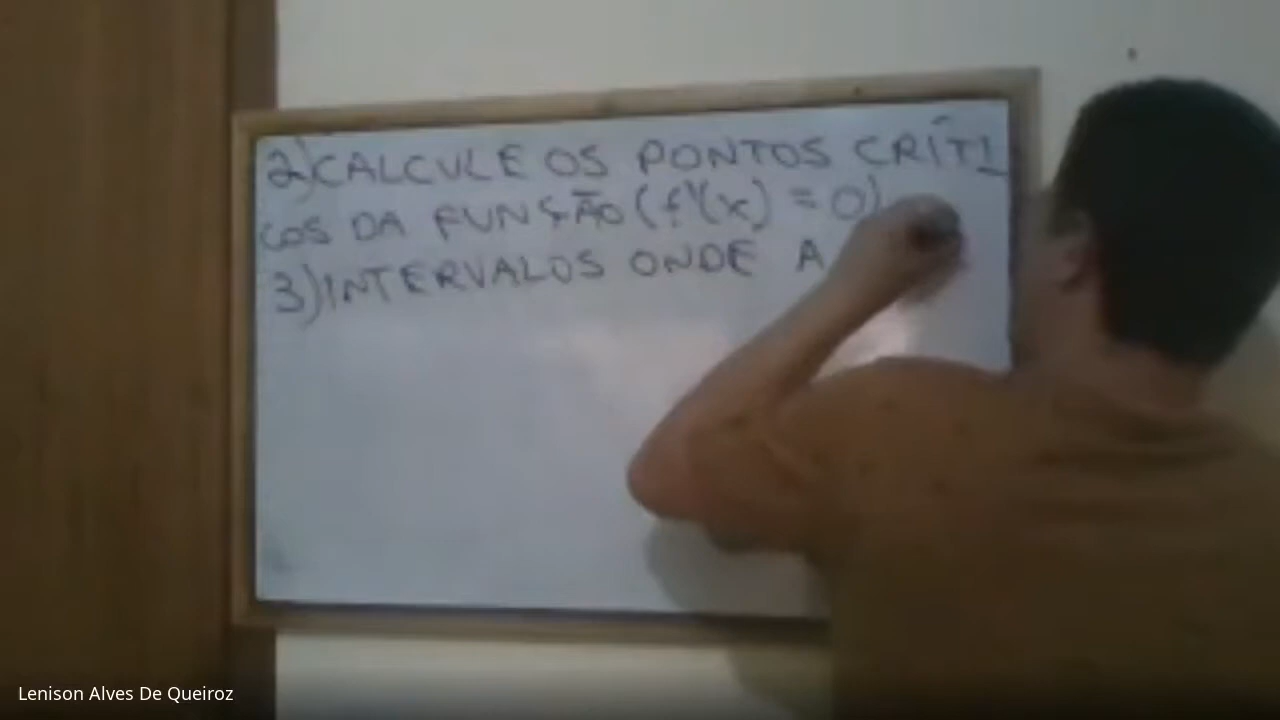 2) CALCULE OS PONTOS CRÍTI
COS DA FUNÇÃO (f'(x) = 0)
3) INTERVALOS ONDE A
Lenison Alves De Queiroz